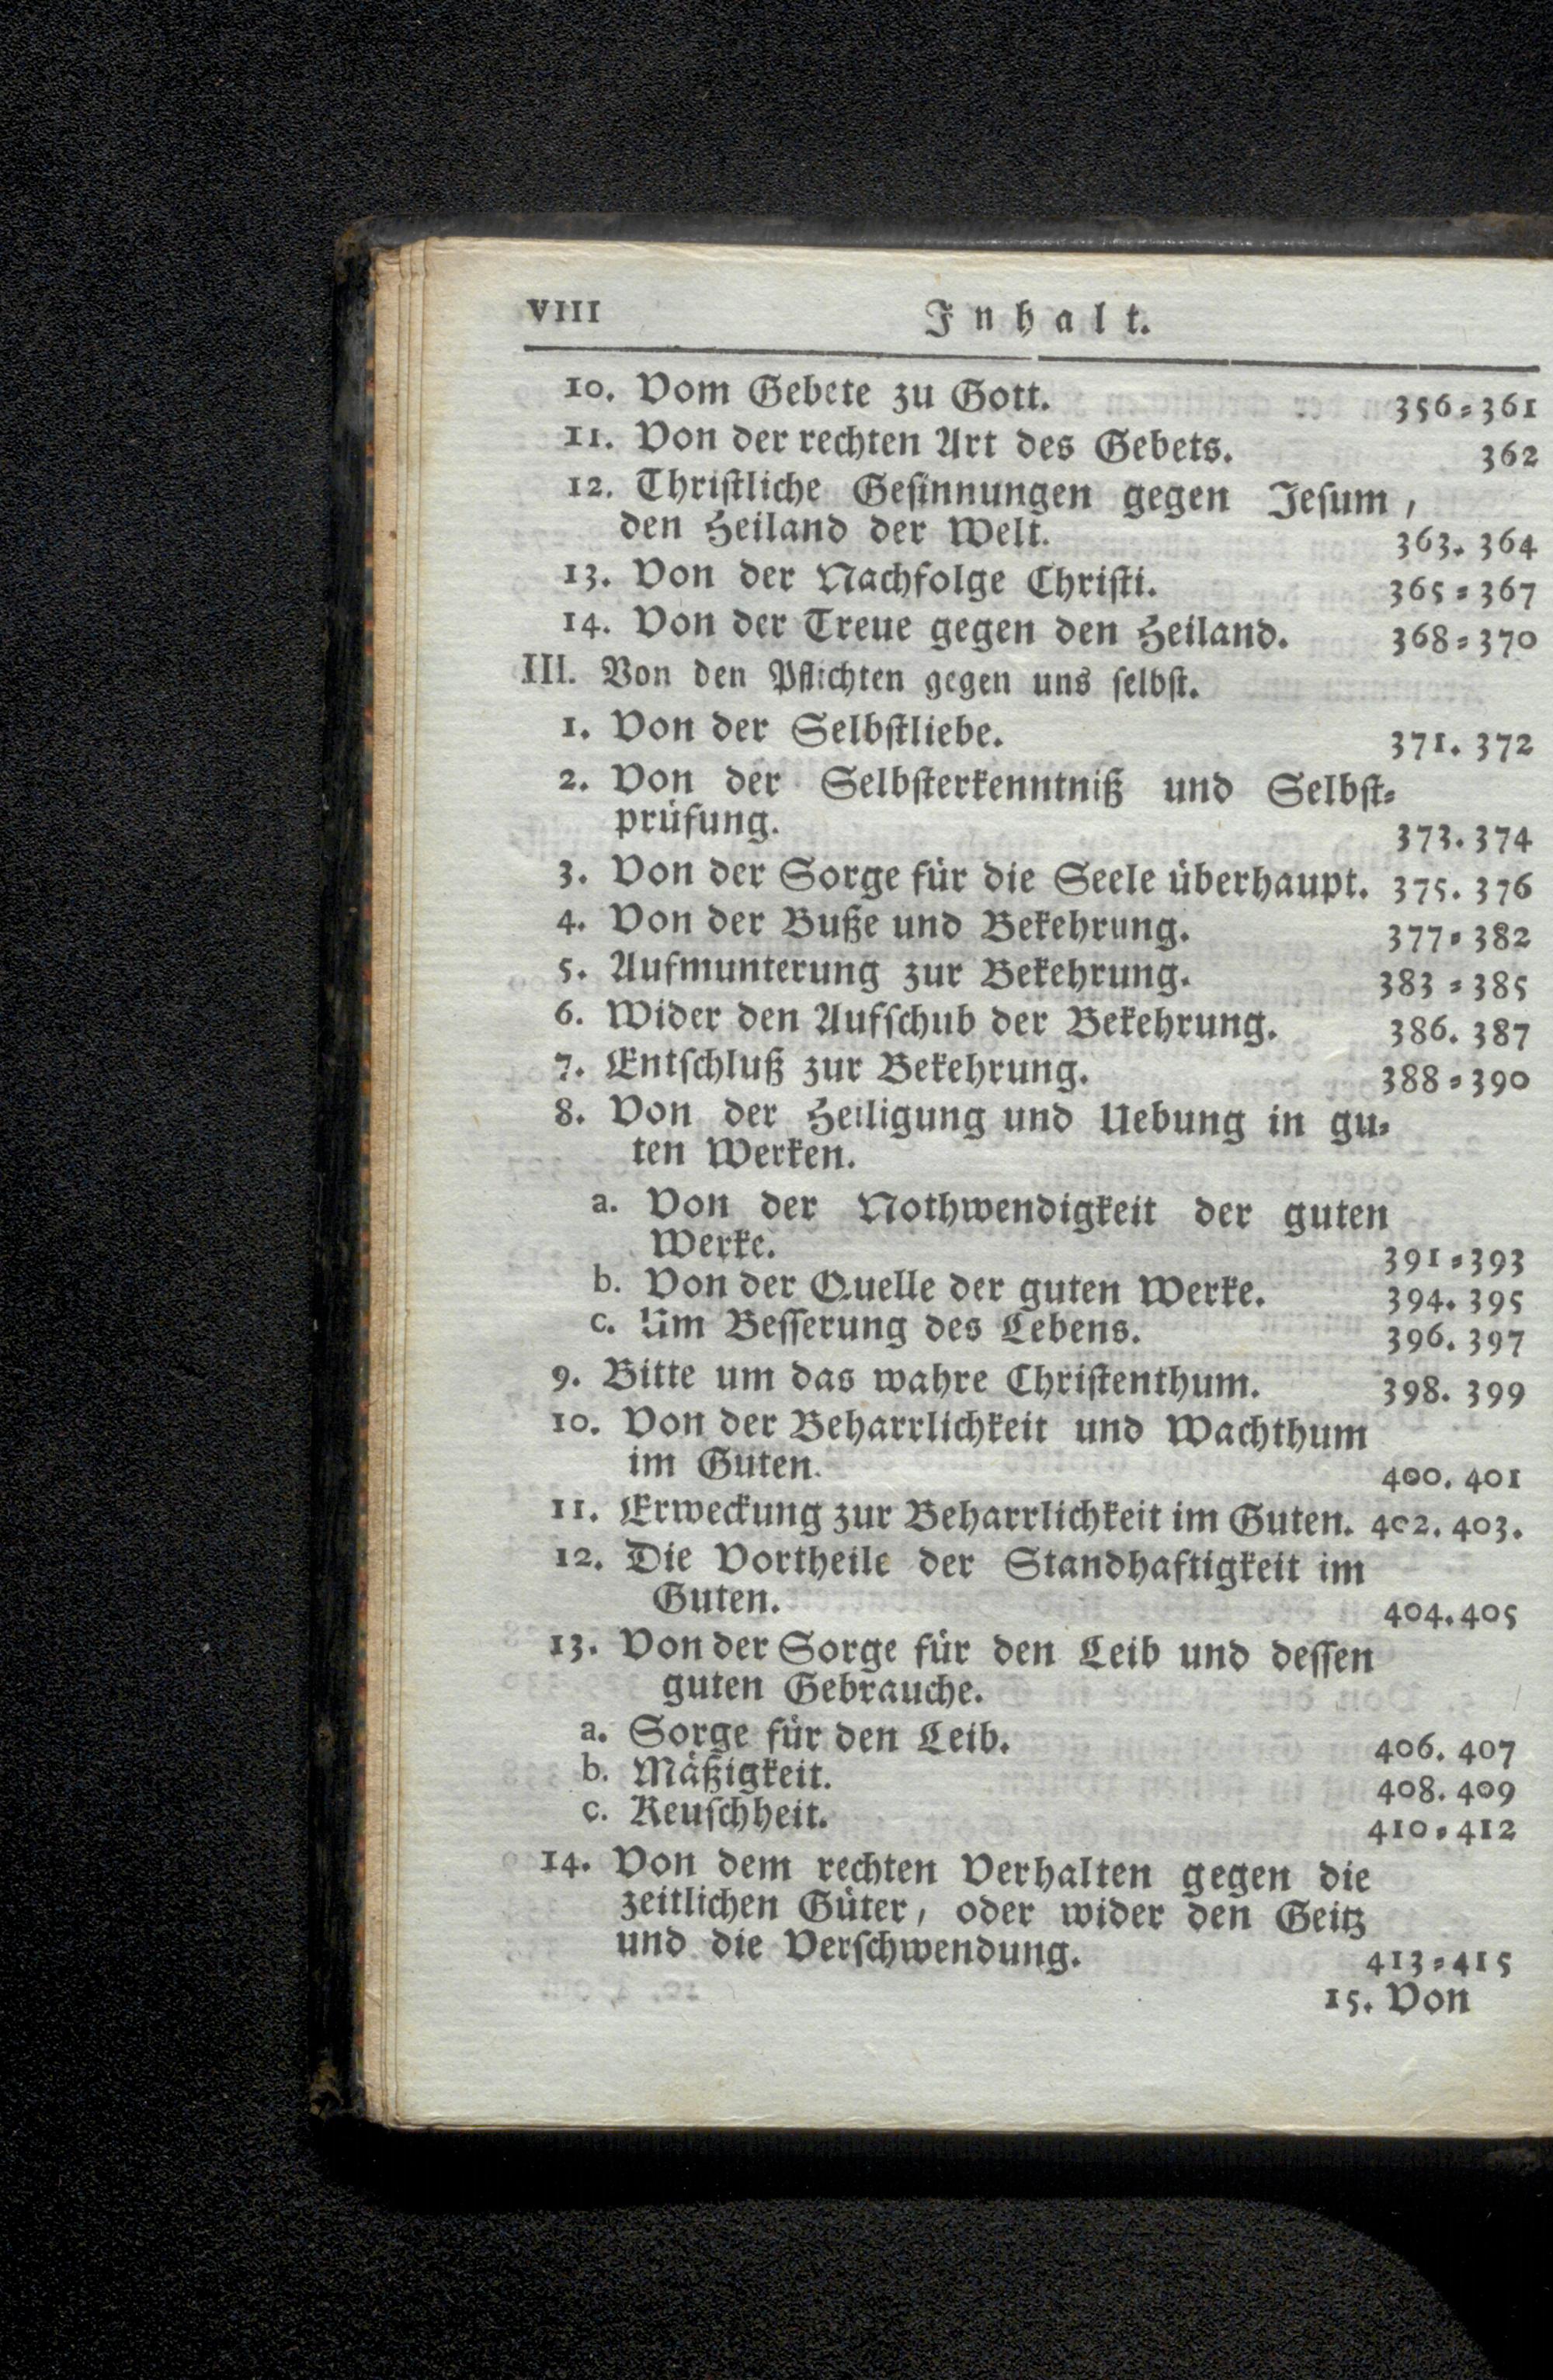 VIII
Inhalt.
10. Vom Gebete zu Gott. 356=361
11. Von der rechten Art des Gebets. 362
12. Thriſtliche Geſinnungen gegen Jeſum,
den Heiland der Welt. 363. 364
13. Von der Nachfolge Chriſti. 365=367
14. Von der Treue gegen den Heiland. 368=370
III. Von den Pflichten gegen uns ſelbſt.
1. Von der Selbſtliebe. 371. 372
2. Von der Selbſterkenntniß und Selbſt=
prüfung. 373. 374
3. Von der Sorge für die Seele überhaupt. 375. 376
4. Von der Buße und Bekehrung. 377=382
5. Aufmunterung zur Bekehrung. 383=385
6. Wider den Aufſchub der Bekehrung. 386. 387
7. Entſchluß zur Bekehrung. 388=390
8. Von der Heiligung und Uebung in gu=
ten Werken.
a. Von der Nothwendigkeit der guten
Werke. 391=393
b. Von der Quelle der guten Werke. 394. 395
c. Um Beſſerung des Lebens. 396. 397
9. Bitte um das wahre Chriſtenthum. 398. 399
10. Von der Beharrlichkeit und Wachthum
im Guten. 400. 401
11. Erweckung zur Beharrlichkeit im Guten. 402. 403.
12. Die Vortheile der Standhaftigkeit im
Guten. 404. 405
13. Von der Sorge für den Leib und deſſen
guten Gebrauche.
a. Sorge für den Leib. 406. 407
b. Mäßigkeit. 408. 409
c. Keuſchheit. 410=412
14. Von dem rechten Verhalten gegen die
zeitlichen Güter, oder wider den Geitz
und die Verſchwendung. 413=415
15. Von